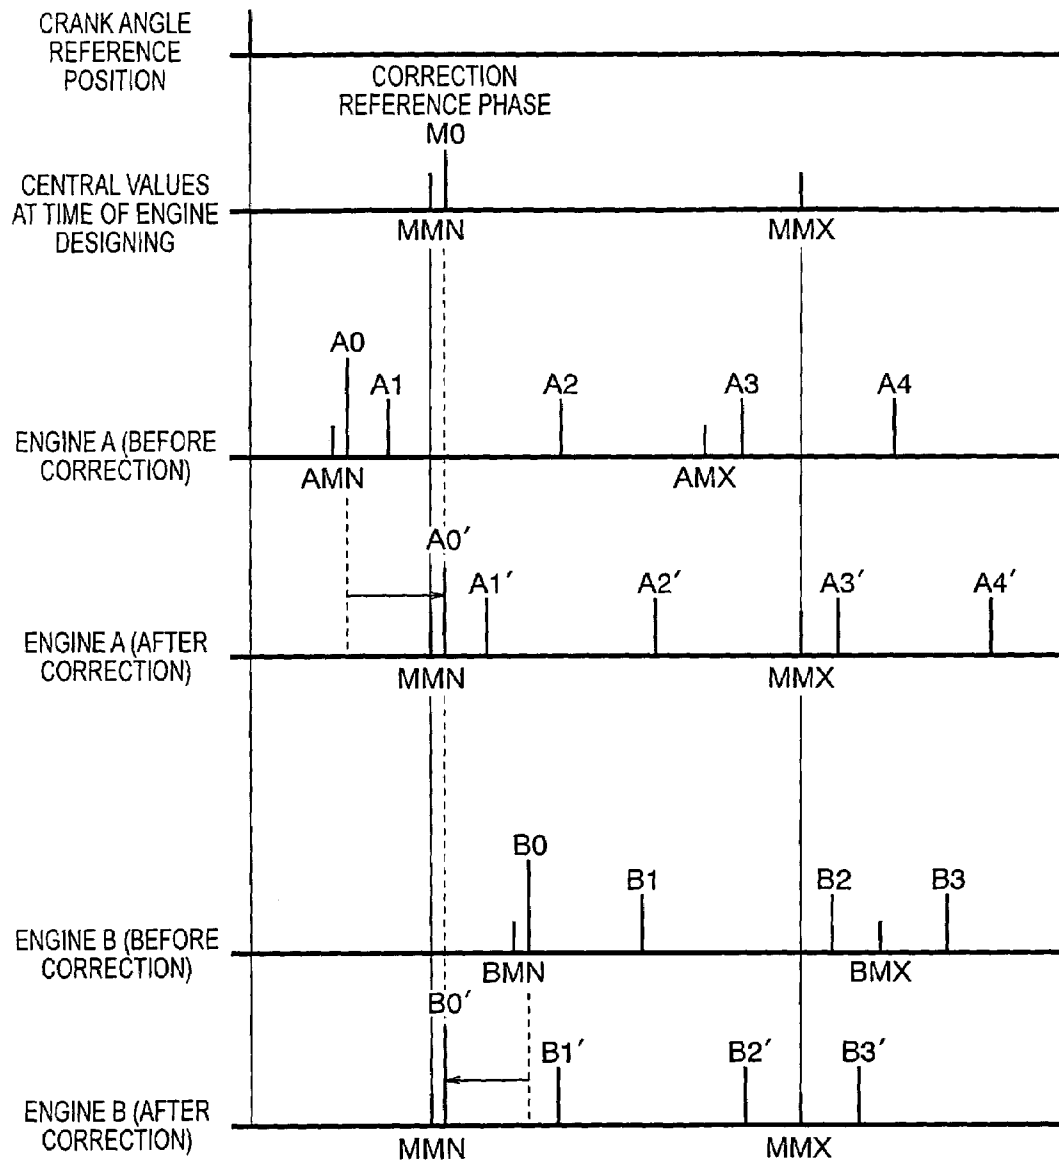 CRANK ANGLE
REFERENCE
POSITION
CORRECTION
REFERENCE PHASE
M0
CENTRAL VALUES
AT TIME OF ENGINE
DESIGNING
MMN
MMX
A0
A1
A2
A3
A4
ENGINE A (BEFORE
CORRECTION)
AMN
AMX
A0′
A1′
A2′
A3′
A4′
ENGINE A (AFTER
CORRECTION)
MMN
MMX
B0
B1
B2
B3
ENGINE B (BEFORE
CORRECTION)
BMN
BMX
B0′
B1′
B2′
B3′
ENGINE B (AFTER
CORRECTION)
MMN
MMX